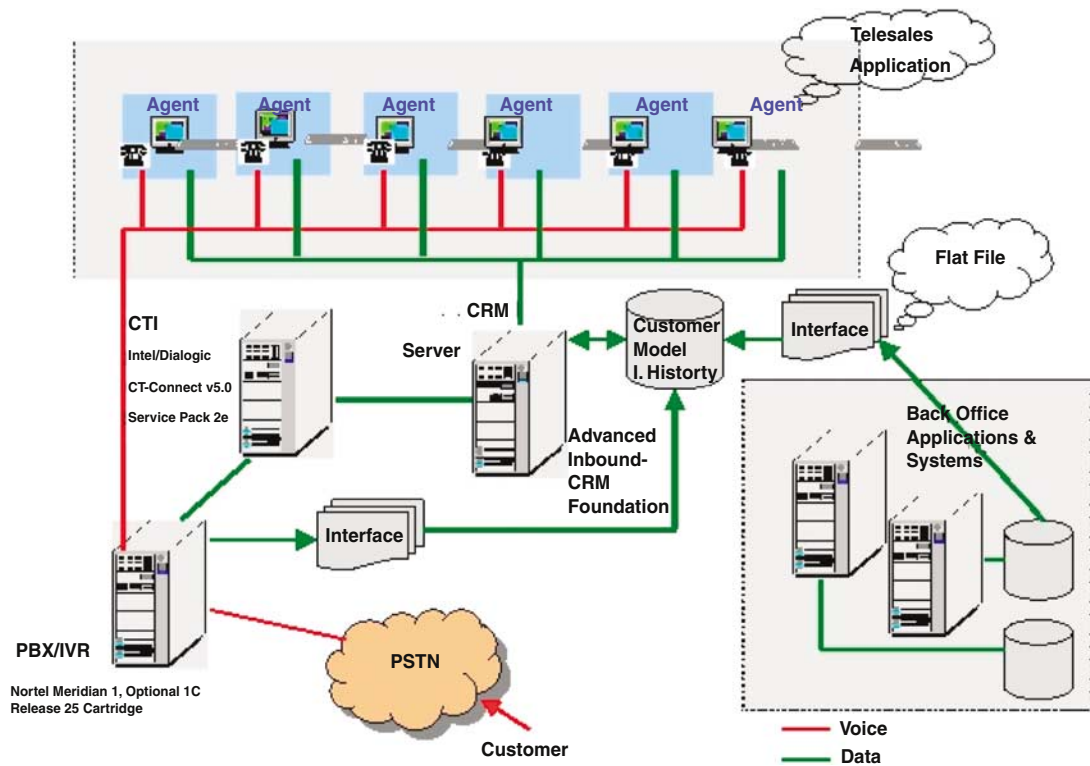 Telesales
Application
Agent
Agent
Agent
Agent
Agent
Agent
Flat File
CTI
Intel/Dialogic
CT-Connect v5.0
Service Pack 2e
. . CRM
Server
Customer
Model
I. Historty
Interface
Advanced
Inbound-
CRM
Foundation
Back Office
Applications &
Systems
Interface
PBX/IVR
Nortel Meridian 1, Optional 1C
Release 25 Cartridge
PSTN
Customer
Voice
Data